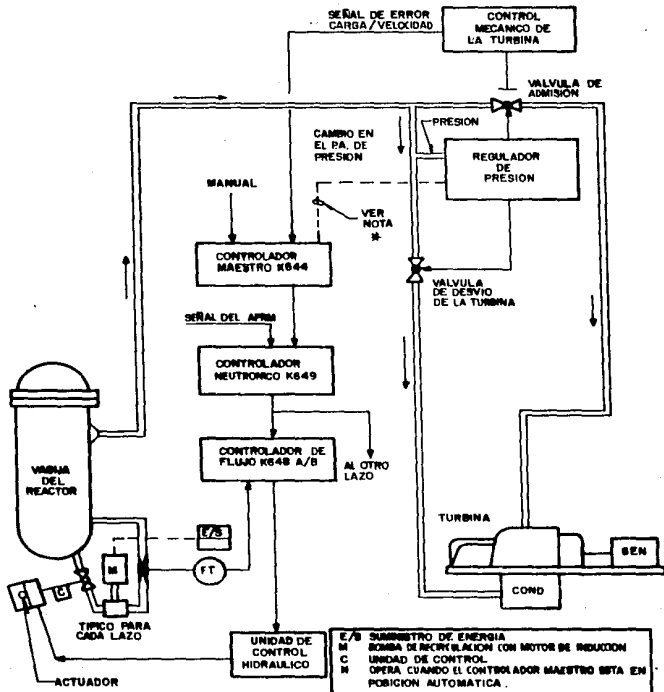 SEÑAL DE ERROR
CARGA/VELOCIDAD
CONTROL
MECANICO DE
LA TURBINA
VALVULA DE
ADMISIÓN
PRESION
CAMBIO EN
EL P.A. DE
PRESION
REGULADOR
DE
PRESION
MANUAL
VER
NOTA
*
CONTROLADOR
MAESTRO K644
VALVULA
DE DESVIO
DE LA TURBINA
SEÑAL DEL APRM
CONTROLADOR
NEUTRONICO K649
CONTROLADOR DE
FLUJO K648 A/B
AL OTRO
LAZO
VASIJA
DEL
REACTOR
E/S
M
FT
C
TIPICO PARA
CADA LAZO
TURBINA
GEN
COND
UNIDAD DE
CONTROL
HIDRAULICO
ACTUADOR
E/S SUMINISTRO DE ENERGIA
M BOMBA DE RECIRCULACION CON MOTOR DE INDUCCION
C UNIDAD DE CONTROL
OPERA CUANDO EL CONTROLADOR MAESTRO ESTA EN
POSICION AUTOMATICA.